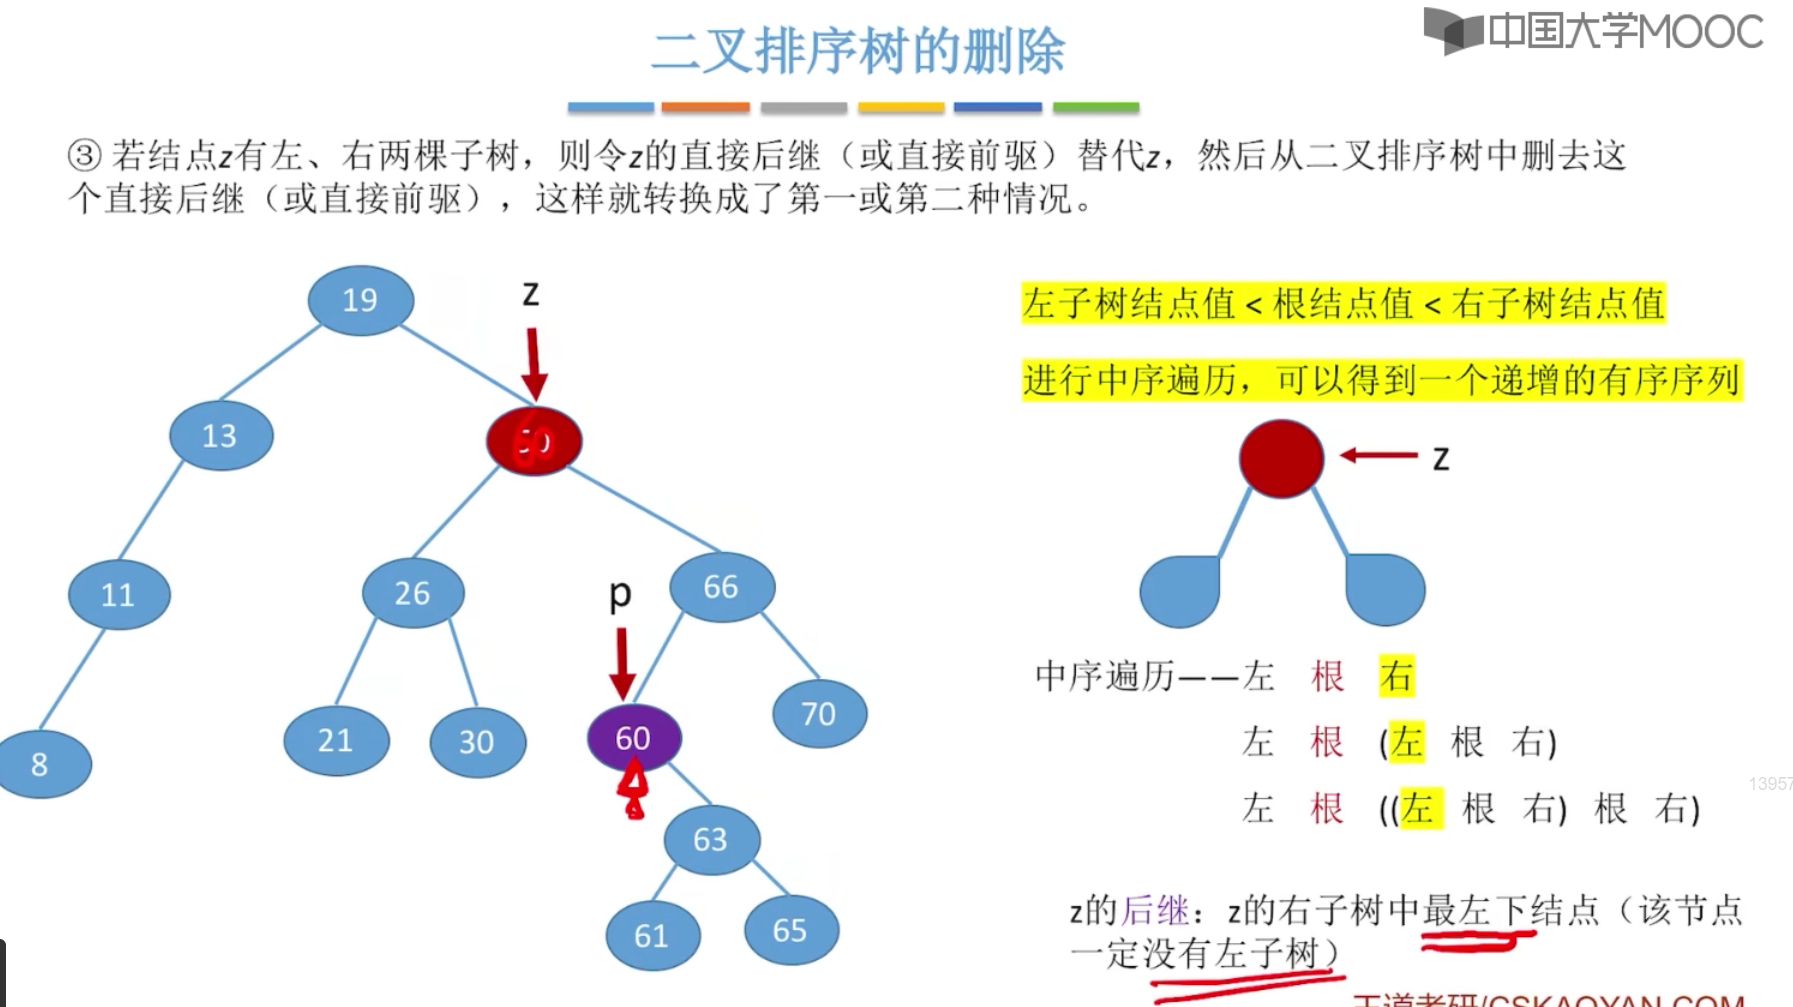 二叉排序树的删除
中国大学MOOC
③ 若结点z有左、右两棵子树，则令z的直接后继（或直接前驱）替代z，然后从二叉排序树中删去这
个直接后继（或直接前驱），这样就转换成了第一或第二种情况。
19
z
13
11
26
66
p
21
30
60
70
8
63
61
65
左子树结点值 < 根结点值 < 右子树结点值
进行中序遍历，可以得到一个递增的有序序列
z
中序遍历——左 根 右
左 根 (左 根 右)
左 根 ((左 根 右) 根 右)
13957
z的后继：z的右子树中最左下结点（该节点
一定没有左子树）
王道考研/CSKAOYAN.COM